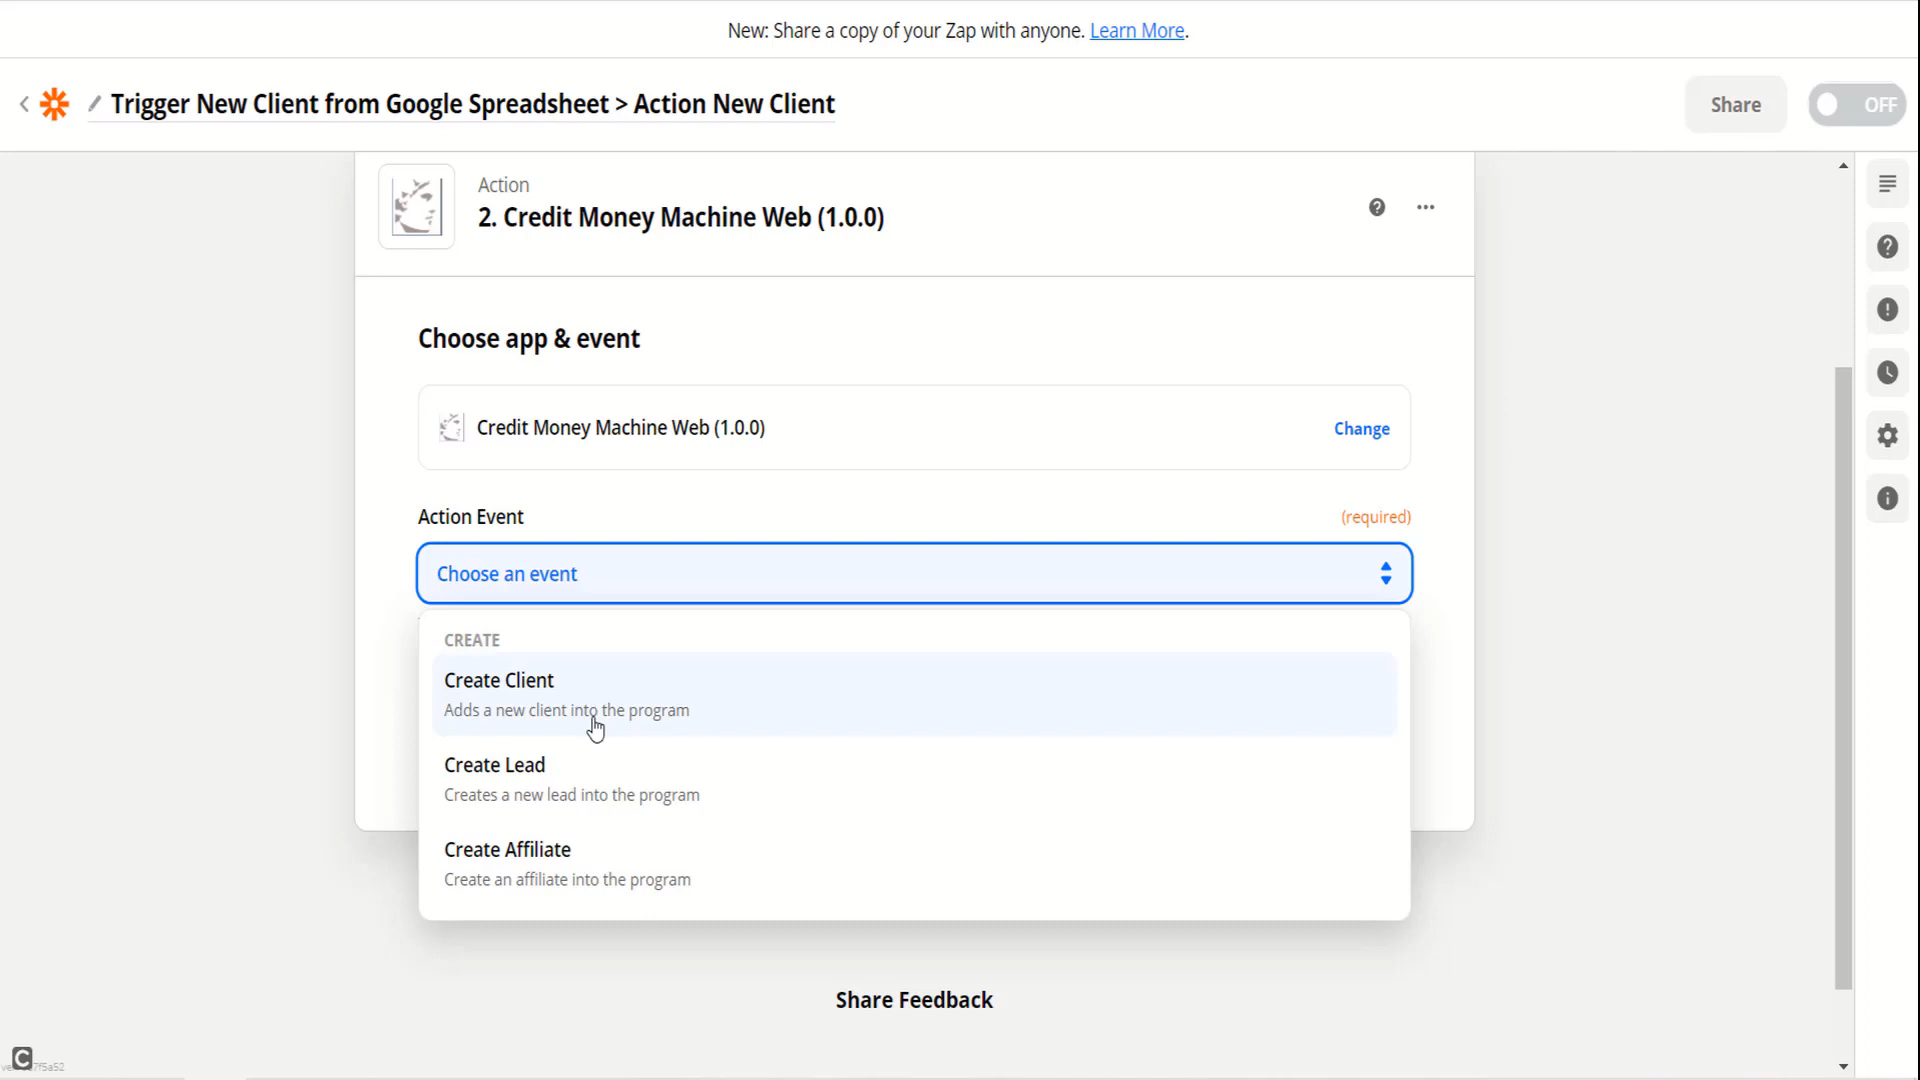 New: Share a copy of your Zap with anyone. Learn More.
Trigger New Client from Google Spreadsheet > Action New Client
Share
OFF
Action
2. Credit Money Machine Web (1.0.0)
Choose app & event
Credit Money Machine Web (1.0.0)
Change
Action Event
(required)
Choose an event
CREATE
Create Client
Adds a new client into the program
Create Lead
Creates a new lead into the program
Create Affiliate
Create an affiliate into the program
Share Feedback